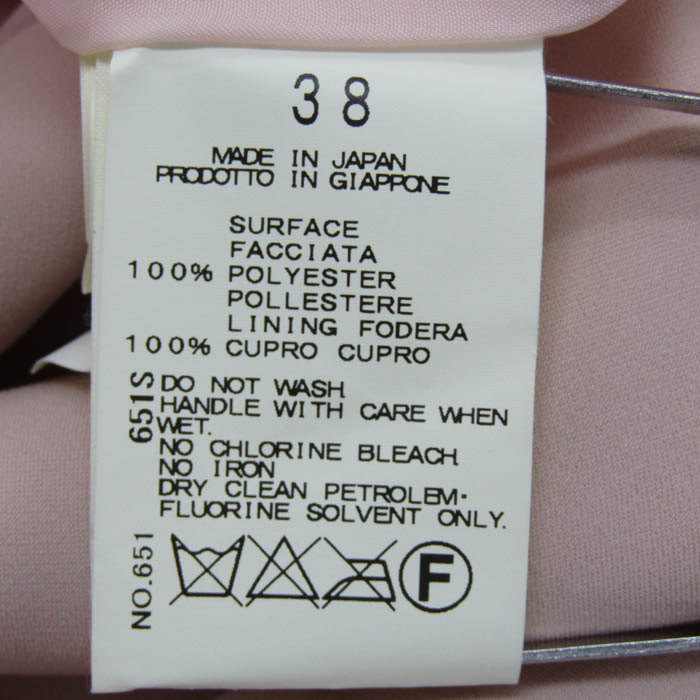 38
MADE IN JAPAN
PRODOTTO IN GIAPPONE
SURFACE
FACCIATA
100% POLYESTER
POLLESTERE
LINING FODERA
100% CUPRO CUPRO
651S
DO NOT WASH
HANDLE WITH CARE WHEN
WET.
NO CHLORINE BLEACH
NO IRON
DRY CLEAN PETROLEM·
FLUORINE SOLVENT ONLY.
NO.651
F